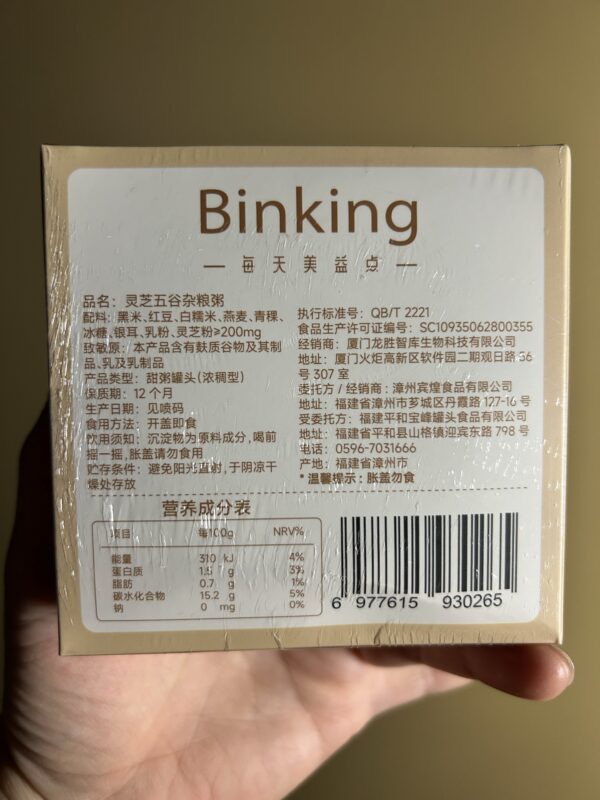 Binking
每天美益点
品名：灵芝五谷杂粮粥
配料：黑米、红豆、白糯米、燕麦、青稞、
冰糖、银耳、乳粉、灵芝粉≥200mg
致敏原：本产品含有麸质谷物及其制
品、乳及乳制品
产品类型：甜粥罐头(浓稠型)
保质期：12个月
生产日期：见喷码
食用方法：开盖即食
饮用须知：沉淀物为原料成分，喝前
摇一摇，胀盖请勿食用
贮存条件：避免阳光直射，于阴凉干
燥处存放
执行标准号：QB/T 2221
食品生产许可证编号：SC10935062800355
经销商：厦门龙胜智库生物科技有限公司
地址：厦门火炬高新区软件园二期观日路56
号 307 室
委托方 / 经销商：漳州宾煌食品有限公司
地址：福建省漳州市芗城区丹霞路 127-16 号
受委托方：福建平和宝峰罐头食品有限公司
地址：福建省平和县山格镇迎宾东路 798 号
电话：0596-7031666
产地：福建省漳州市
*温馨提示：胀盖勿食
营养成分表
项目 每100g NRV%
能量 310 kJ 4%
蛋白质 1.5 g 3%
脂肪 0.7 g 1%
碳水化合物 15.2 g 5%
钠 0 mg 0%
6 977615 930265